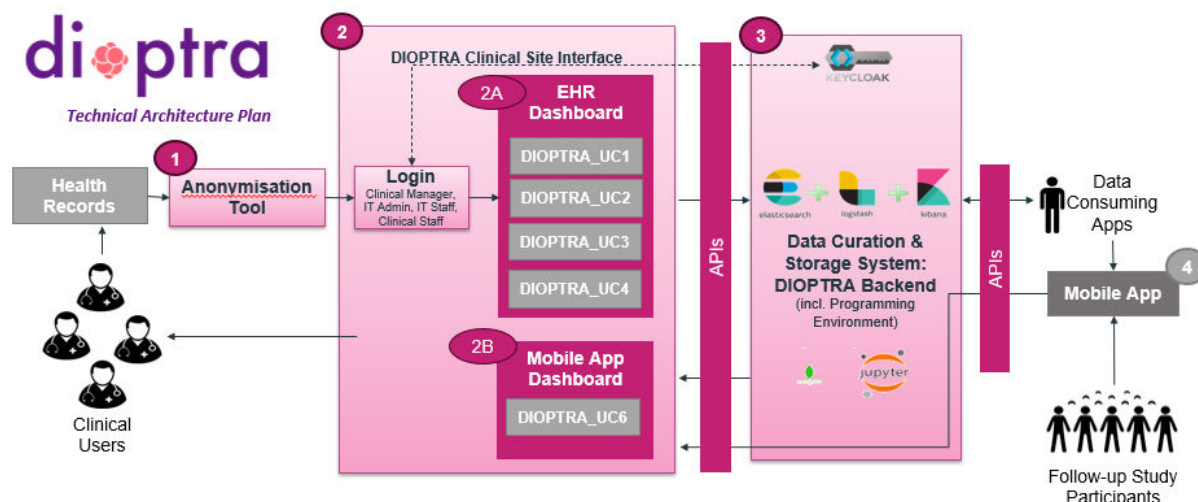 dioptra
Technical Architecture Plan
1
Health
Records
Anonymisation
Tool
Clinical
Users
2
DIOPTRA Clinical Site Interface
Login
Clinical Manager,
IT Admin, IT Staff,
Clinical Staff
2A
EHR
Dashboard
DIOPTRA_UC1
DIOPTRA_UC2
DIOPTRA_UC3
DIOPTRA_UC4
2B
Mobile App
Dashboard
DIOPTRA_UC6
APIs
3
KEYCLOAK
elasticsearch
logstash
kibana
Data Curation &
Storage System:
DIOPTRA Backend
(incl. Programming
Environment)
jupyter
APIs
Data
Consuming
Apps
4
Mobile App
Follow-up Study
Participants